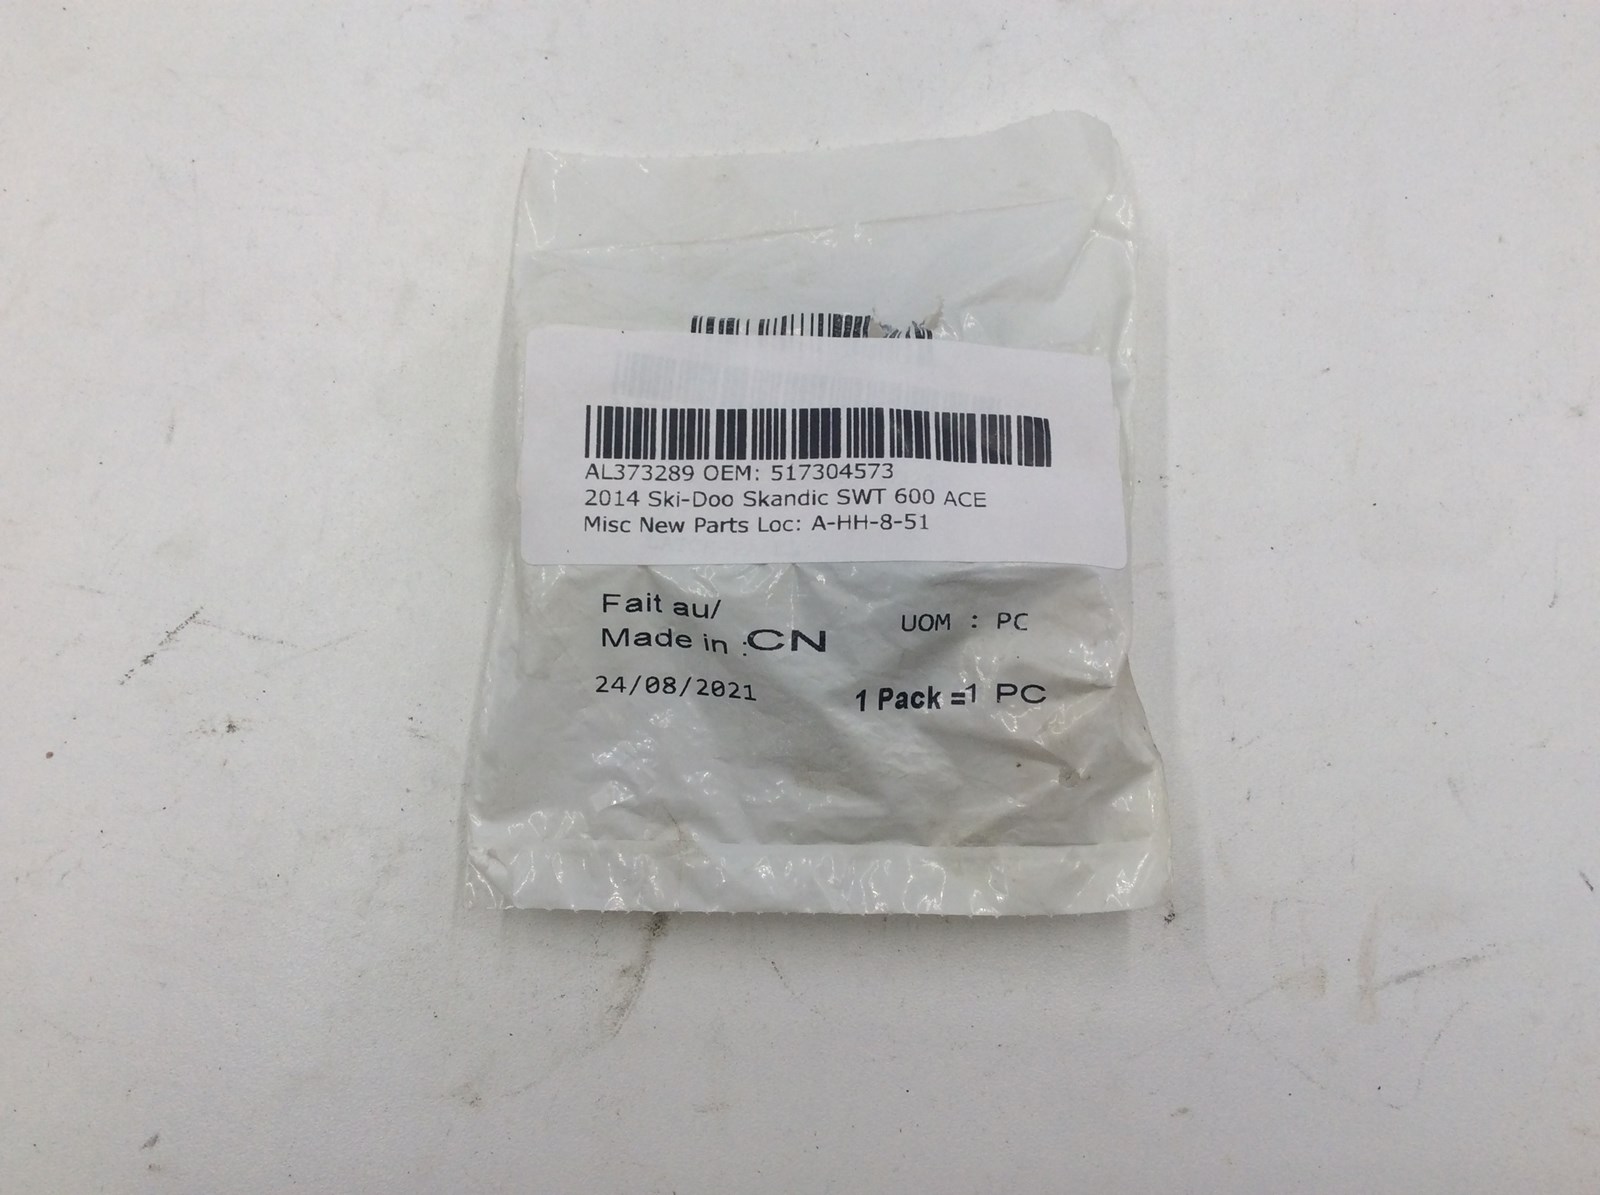 AL373289 OEM: 517304573
2014 Ski-Doo Skandic SWT 600 ACE
Misc New Parts Loc: A-HH-8-51
Fait au/
Made in :CN
UOM : PC
24/08/2021
1 Pack =1 PC